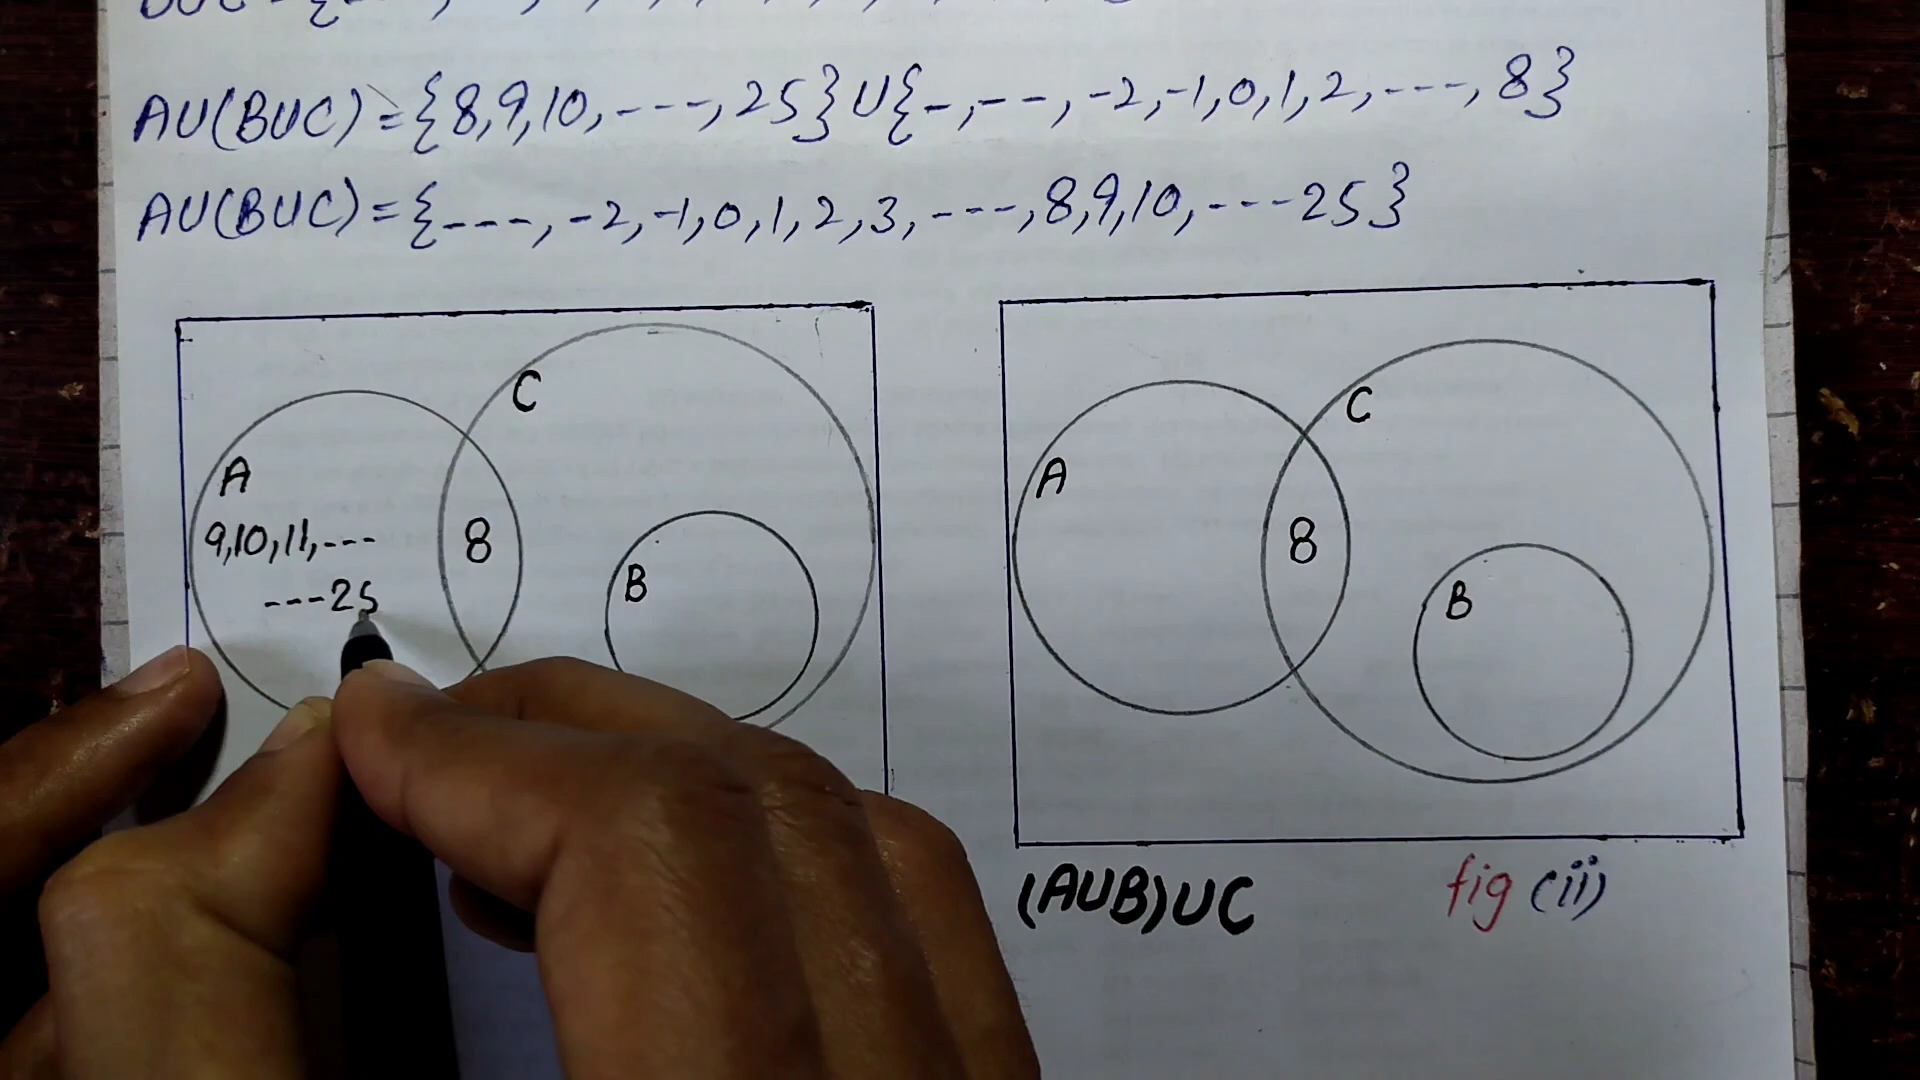 AU(BUC)={8,9,10,---,25}U{-,--,-2,-1,0,1,2,---,8}
AU(BUC)={---,-2,-1,0,1,2,3,---,8,9,10,---25}
C
A
9,10,11,---
8
---25
B
C
A
8
B
(AUB)UC
fig (ii)